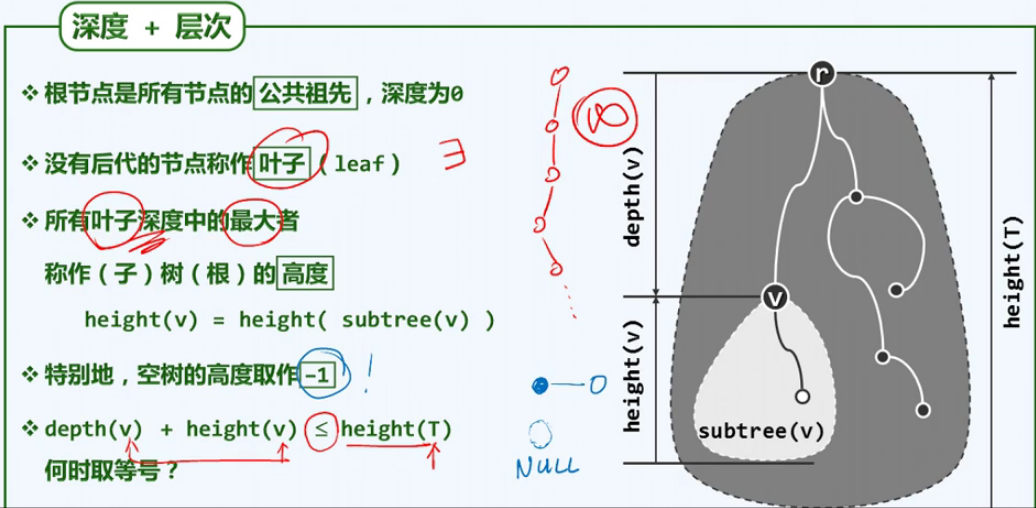 深度 + 层次
根节点是所有节点的公共祖先，深度为0
没有后代的节点称作叶子（leaf）
所有叶子深度中的最大者
称作（子）树（根）的高度
height(v) = height( subtree(v) )
特别地，空树的高度取作-1
depth(v) + height(v) ≤ height(T)
何时取等号？
∃
∞
!
0
NULL
r
depth(v)
v
height(v)
subtree(v)
height(T)